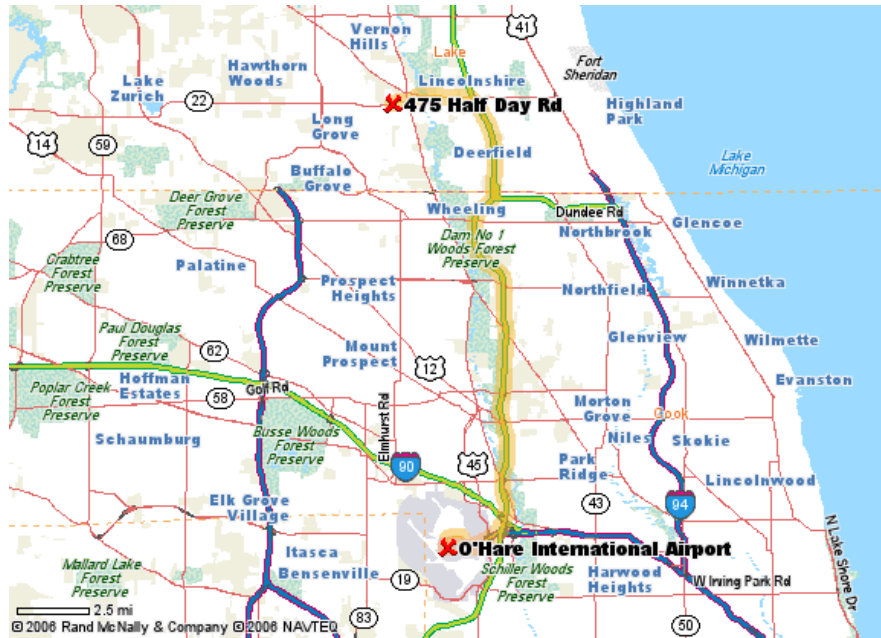 Vernon
Hills
41
Lake
Fort
Sheridan
Hawthorn
Woods
Lincolnshire
Lake
Zurich
22
475 Half Day Rd
Highland
Park
Long
Grove
14
59
Deerfield
Lake
Michigan
Buffalo
Grove
Deer Grove
Forest
Preserve
Wheeling
Dundee Rd
Glencoe
Northbrook
68
Dam No 1
Woods Forest
Preserve
Crabtree
Forest
Preserve
Palatine
Prospect
Heights
Northfield
Winnetka
Paul Douglas
Forest
Preserve
62
Mount
Prospect
Glenview
Wilmette
12
Hoffman
Estates
Golf Rd
Evanston
Poplar Creek
Forest
Preserve
58
Elmhurst Rd
Morton
Grove
Cook
Schaumburg
Busse Woods
Forest
Preserve
Niles
Skokie
45
90
Park
Ridge
Lincolnwood
Elk Grove
Village
43
94
N Lake Shore Dr
O'Hare International Airport
Itasca
Mallard Lake
Forest
Preserve
Bensenville
19
Schiller Woods
Forest
Preserve
Harwood
Heights
W Irving Park Rd
2.5 mi
83
50
© 2006 Rand McNally & Company © 2006 NAVTEQ